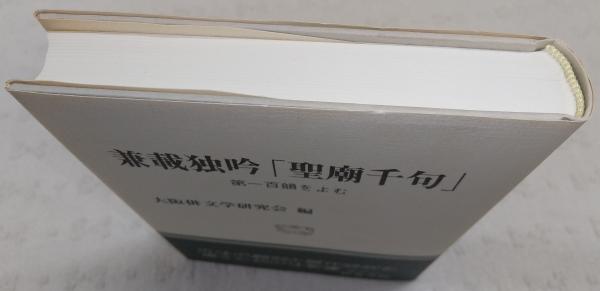 兼載独吟「聖廟千句」
第一百韻をよむ
大阪俳文学研究会 編